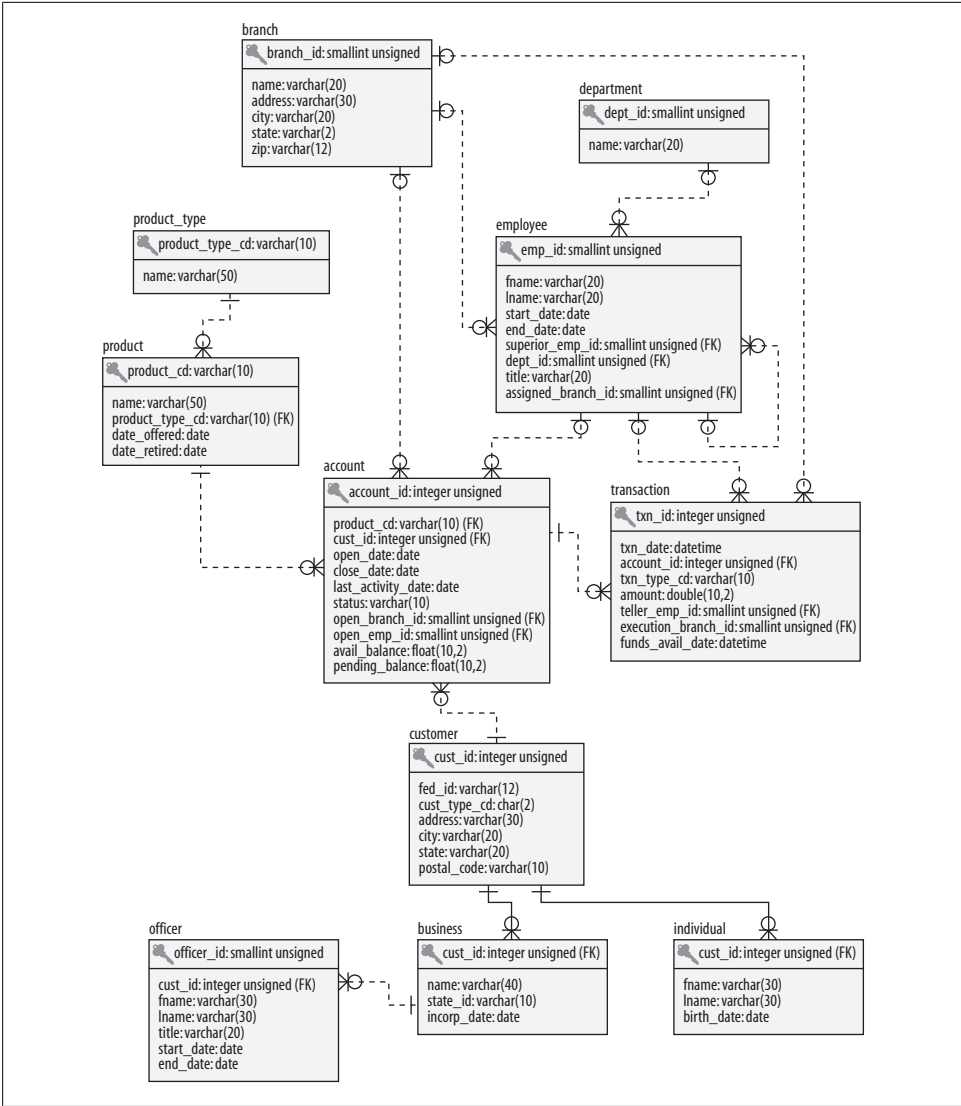 branch
branch_id: smallint unsigned
name: varchar(20)
address: varchar(30)
city: varchar(20)
state: varchar(2)
zip: varchar(12)
department
dept_id: smallint unsigned
name: varchar(20)
product_type
product_type_cd: varchar(10)
name: varchar(50)
employee
emp_id: smallint unsigned
fname: varchar(20)
lname: varchar(20)
start_date: date
end_date: date
superior_emp_id: smallint unsigned (FK)
dept_id: smallint unsigned (FK)
title: varchar(20)
assigned_branch_id: smallint unsigned (FK)
product
product_cd: varchar(10)
name: varchar(50)
product_type_cd: varchar(10) (FK)
date_offered: date
date_retired: date
account
account_id: integer unsigned
product_cd: varchar(10) (FK)
cust_id: integer unsigned (FK)
open_date: date
close_date: date
last_activity_date: date
status: varchar(10)
open_branch_id: smallint unsigned (FK)
open_emp_id: smallint unsigned (FK)
avail_balance: float(10,2)
pending_balance: float(10,2)
transaction
txn_id: integer unsigned
txn_date: datetime
account_id: integer unsigned (FK)
txn_type_cd: varchar(10)
amount: double(10,2)
teller_emp_id: smallint unsigned (FK)
execution_branch_id: smallint unsigned (FK)
funds_avail_date: datetime
customer
cust_id: integer unsigned
fed_id: varchar(12)
cust_type_cd: char(2)
address: varchar(30)
city: varchar(20)
state: varchar(20)
postal_code: varchar(10)
officer
officer_id: smallint unsigned
cust_id: integer unsigned (FK)
fname: varchar(30)
lname: varchar(30)
title: varchar(20)
start_date: date
end_date: date
business
cust_id: integer unsigned (FK)
name: varchar(40)
state_id: varchar(10)
incorp_date: date
individual
cust_id: integer unsigned (FK)
fname: varchar(30)
lname: varchar(30)
birth_date: date